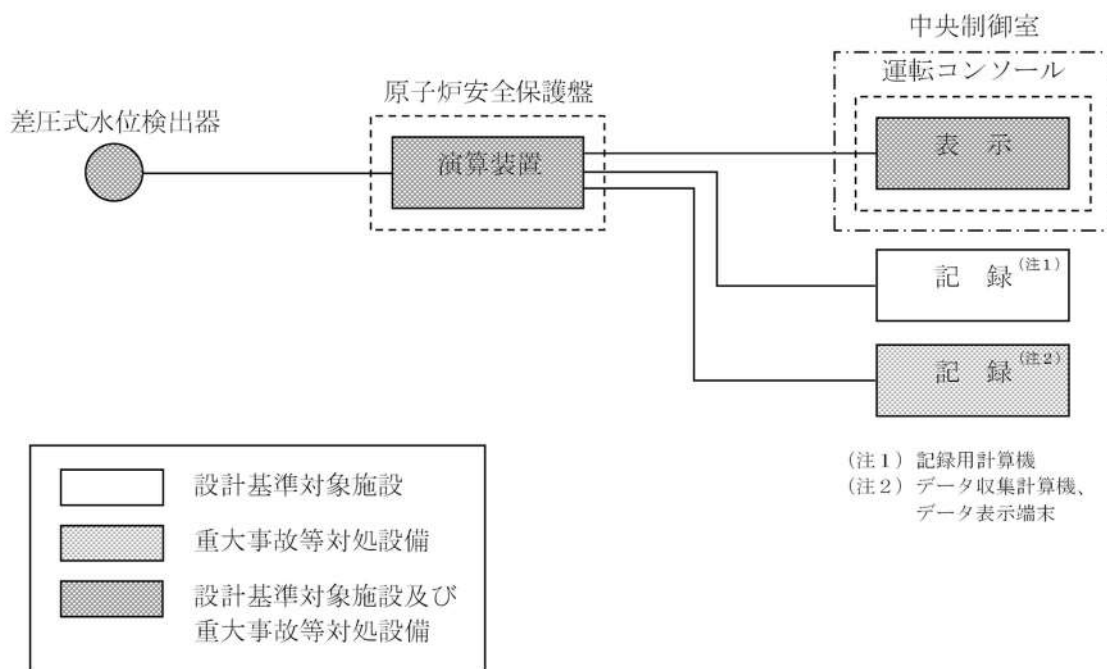 中央制御室
運転コンソール
原子炉安全保護盤
差圧式水位検出器
演算装置
表 示
記 録(注1)
記 録(注2)
(注1)記録用計算機
(注2)データ収集計算機、
データ表示端末
設計基準対象施設
重大事故等対処設備
設計基準対象施設及び
重大事故等対処設備